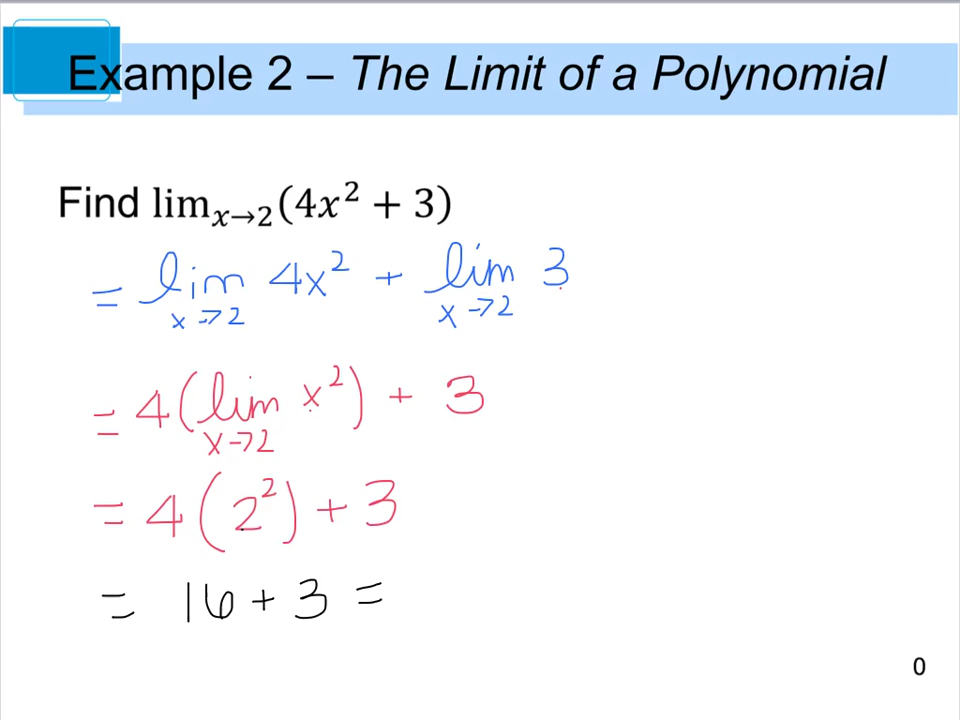 Example 2 – The Limit of a Polynomial
Find lim_{x→2}(4x² + 3)
= lim_{x→2} 4x² + lim_{x→2} 3
= 4(lim_{x→2} x²) + 3
= 4(2²) + 3
= 16 + 3 =
0